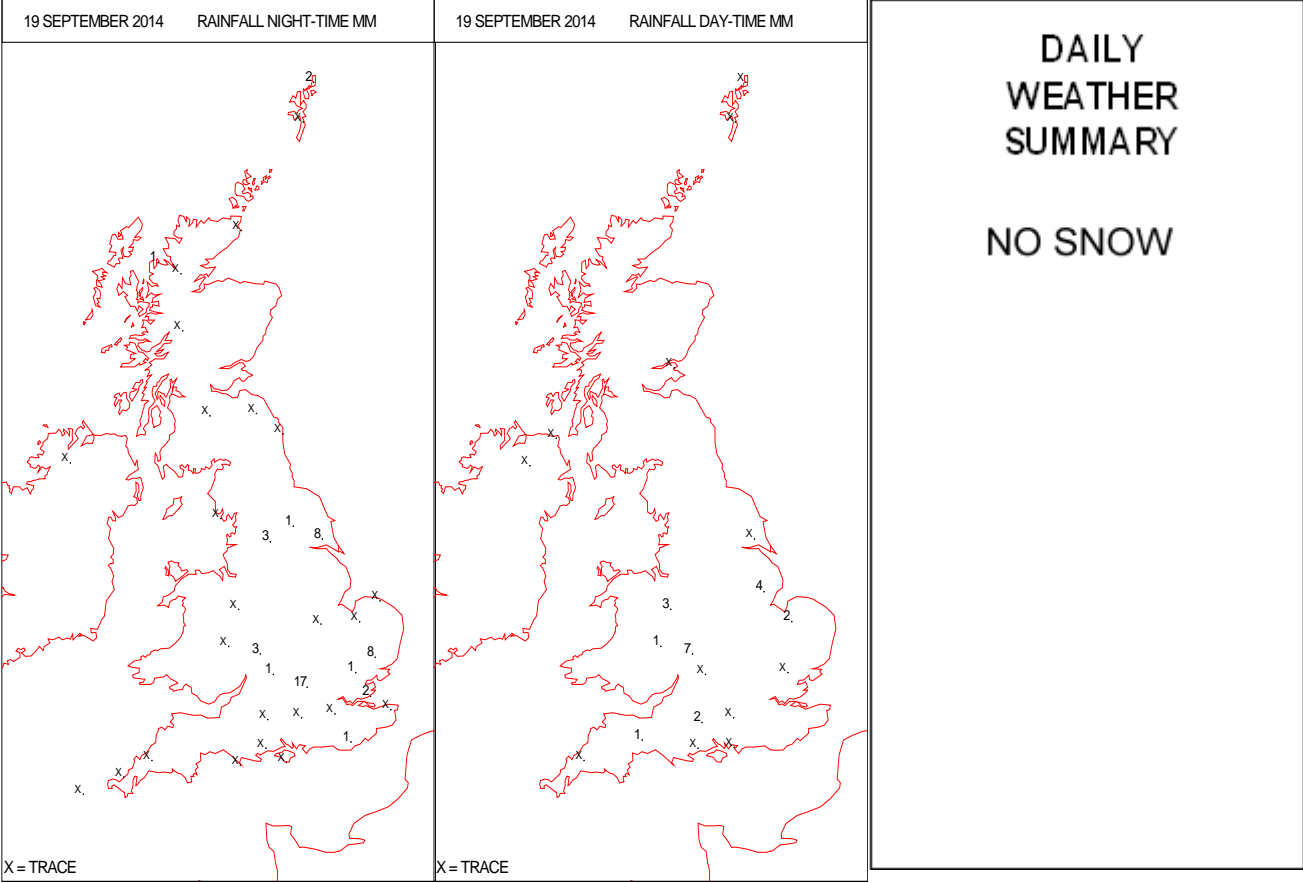 19 SEPTEMBER 2014 RAINFALL NIGHT-TIME MM
2
X.
X.
1.
X.
X.
X. X.
X.
X.
X.
1.
3. 8.
X.
X.
X. X.
X.
3. 8.
1. 1.
17.
2.
X.
X. X. X.
1.
X.
X. X. X.
X.
X.
X = TRACE
19 SEPTEMBER 2014 RAINFALL DAY-TIME MM
X.
X.
X.
X.
X.
X.
4.
3.
2.
1. 7.
X. X.
2. X.
1.
X. X.
X.
X = TRACE
DAILY
WEATHER
SUMMARY
NO SNOW